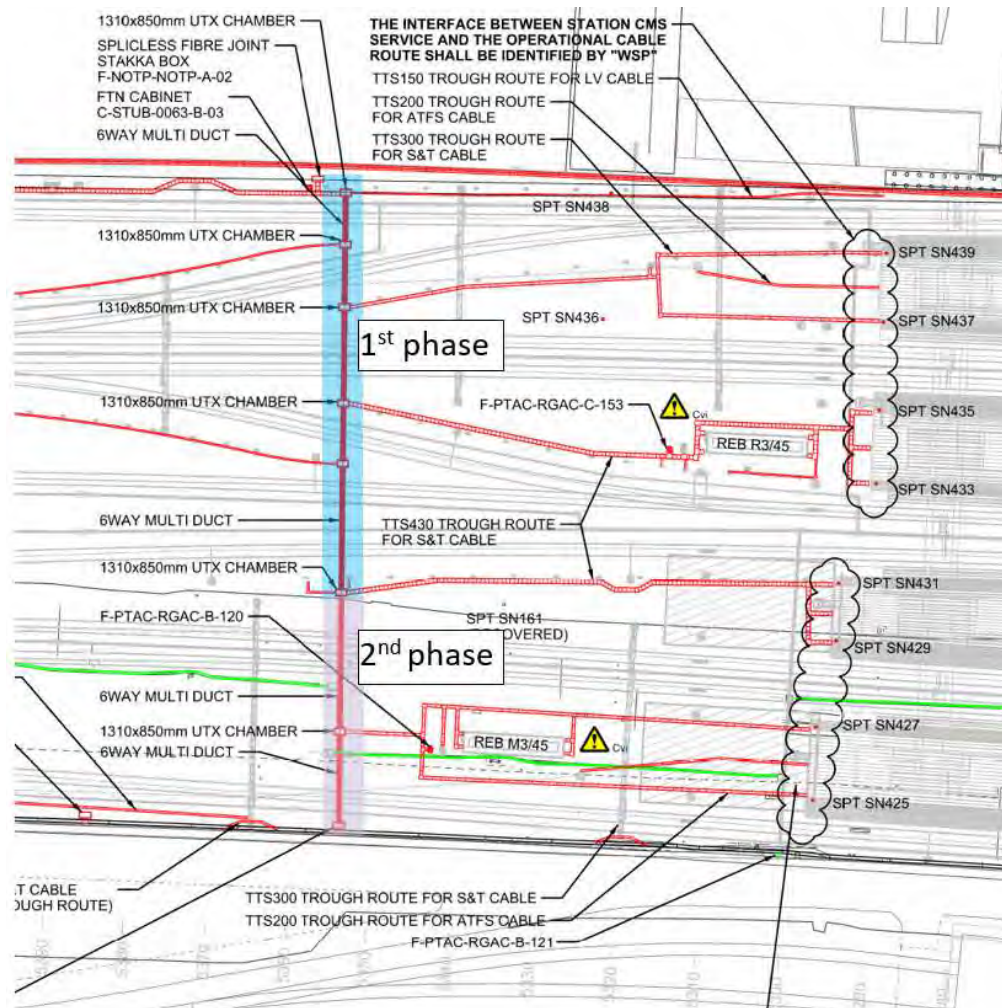 1310x850mm UTX CHAMBER
SPLICLESS FIBRE JOINT
STAKKA BOX
F-NOTP-NOTP-A-02
FTN CABINET
C-STUB-0063-B-03
6WAY MULTI DUCT
THE INTERFACE BETWEEN STATION CMS
SERVICE AND THE OPERATIONAL CABLE
ROUTE SHALL BE IDENTIFIED BY "WSP"
TTS150 TROUGH ROUTE FOR LV CABLE
TTS200 TROUGH ROUTE
FOR ATFS CABLE
TTS300 TROUGH ROUTE
FOR S&T CABLE
SPT SN438
1310x850mm UTX CHAMBER
SPT SN439
1310x850mm UTX CHAMBER
SPT SN436
SPT SN437
1st phase
1310x850mm UTX CHAMBER
F-PTAC-RGAC-C-153
Cvi
REB R3/45
SPT SN435
SPT SN433
6WAY MULTI DUCT
TTS430 TROUGH ROUTE
FOR S&T CABLE
1310x850mm UTX CHAMBER
SPT SN431
F-PTAC-RGAC-B-120
SPT SN161
OVERED)
SPT SN429
2nd phase
6WAY MULTI DUCT
1310x850mm UTX CHAMBER
6WAY MULTI DUCT
REB M3/45
Cvi
SPT SN427
SPT SN425
T CABLE
OUGH ROUTE)
TTS300 TROUGH ROUTE FOR S&T CABLE
TTS200 TROUGH ROUTE FOR ATFS CABLE
F-PTAC-RGAC-B-121